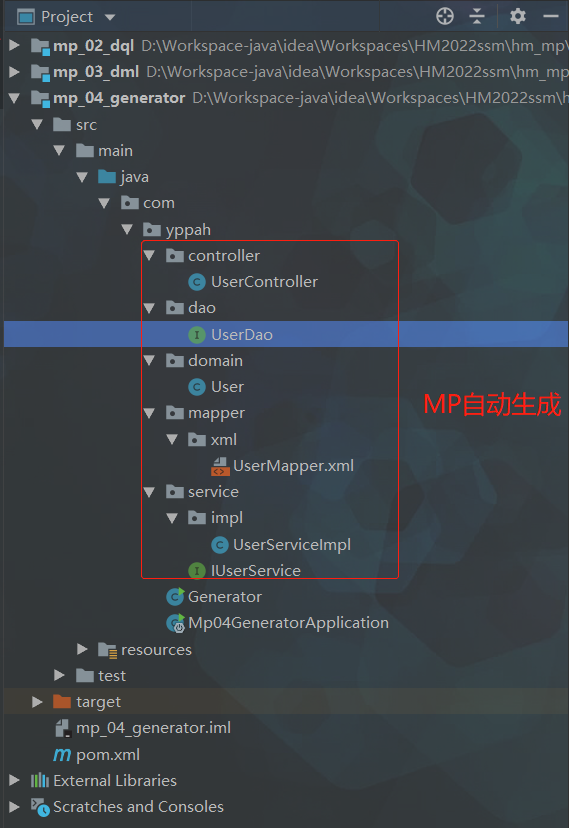 Project
mp_02_dql D:\Workspace-java\idea\Workspaces\HM2022ssm\hm_mp\
mp_03_dml D:\Workspace-java\idea\Workspaces\HM2022ssm\hm_mp
mp_04_generator D:\Workspace-java\idea\Workspaces\HM2022ssm\h
src
main
java
com
yppah
controller
UserController
dao
UserDao
domain
User
MP自动生成
mapper
xml
UserMapper.xml
service
impl
UserServiceImpl
IUserService
Generator
Mp04GeneratorApplication
resources
test
target
mp_04_generator.iml
pom.xml
External Libraries
Scratches and Consoles